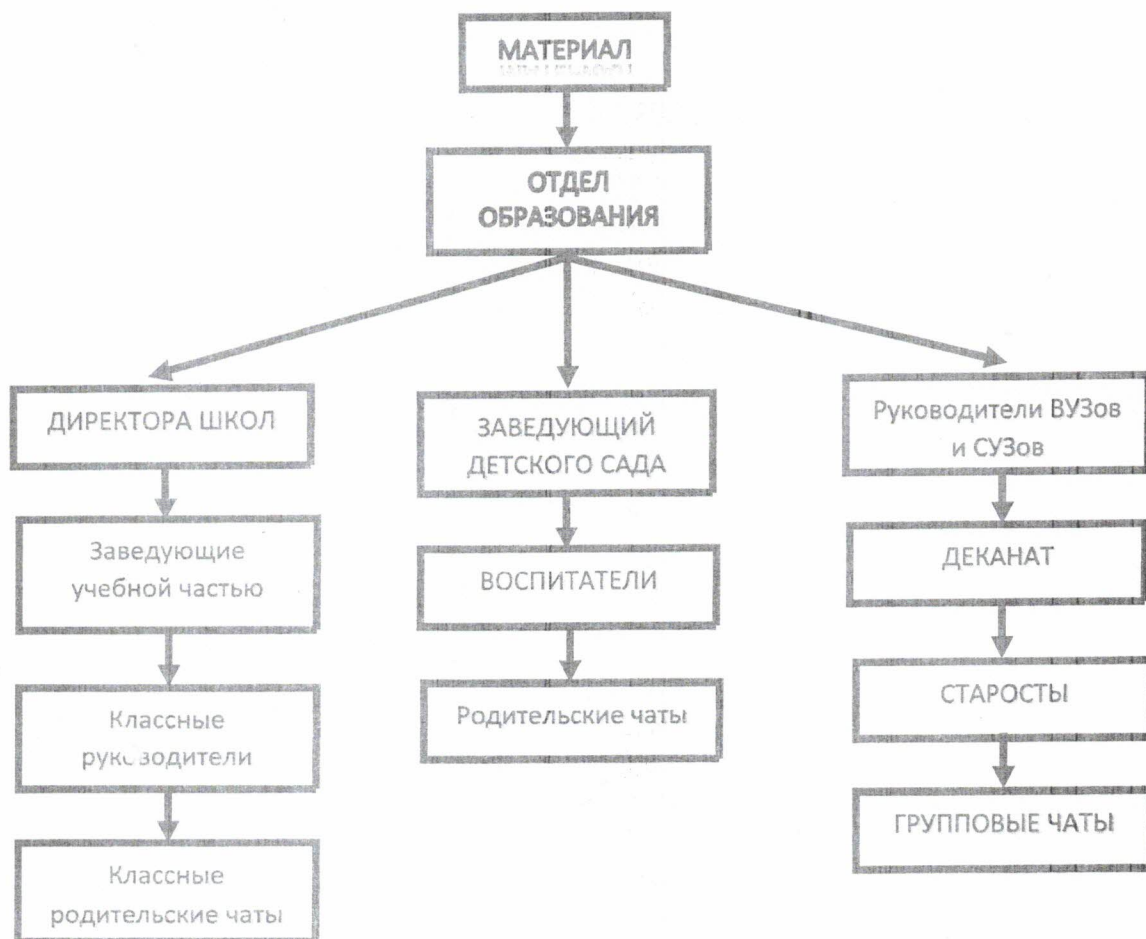 МАТЕРИАЛ
ОТДЕЛ
ОБРАЗОВАНИЯ
ДИРЕКТОРА ШКОЛ
Заведующие
учебной частью
Классные
руководители
Классные
родительские чаты
ЗАВЕДУЮЩИЙ
ДЕТСКОГО САДА
ВОСПИТАТЕЛИ
Родительские чаты
Руководители ВУЗов
и СУЗов
ДЕКАНАТ
СТАРОСТЫ
ГРУППОВЫЕ ЧАТЫ